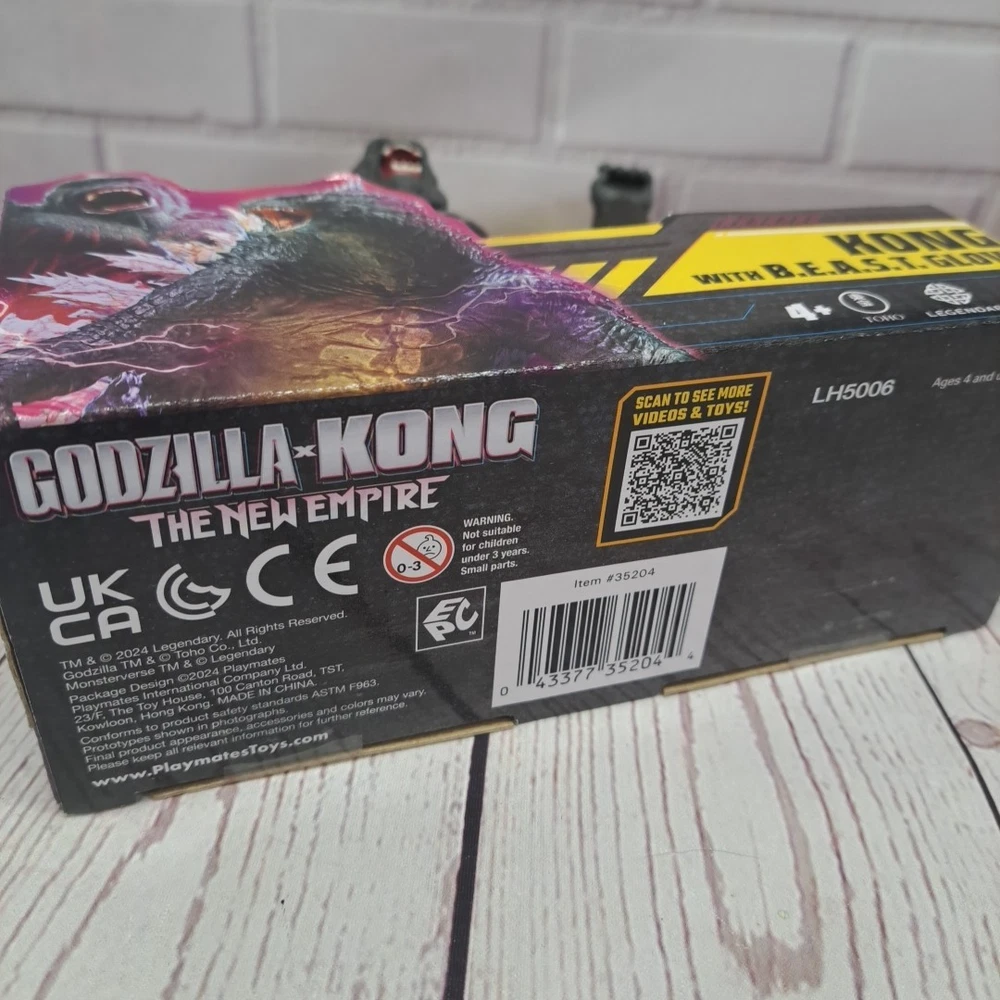 KONG
WITH B.E.A.S.T. GLOV
4+
TOHO
LEGENDA
GODZILLA x KONG
THE NEW EMPIRE
SCAN TO SEE MORE
VIDEOS & TOYS!
LH5006
Ages 4 and
UK
CA
CE
0-3
WARNING.
Not suitable
for children
under 3 years.
Small parts.
EPC™
Item #35204
0 43377 35204 4
TM & © 2024 Legendary. All Rights Reserved.
Godzilla TM & © Toho Co., Ltd.
Monsterverse TM & © Legendary
Package Design ©2024 Playmates
Playmates International Company Ltd.
23/F, The Toy House, 100 Canton Road, TST,
Kowloon, Hong Kong. MADE IN CHINA.
Conforms to product safety standards ASTM F963.
Prototypes shown in photographs.
Final product appearance, accessories and colors may vary.
Please keep all relevant information for further reference.
www.PlaymatesToys.com